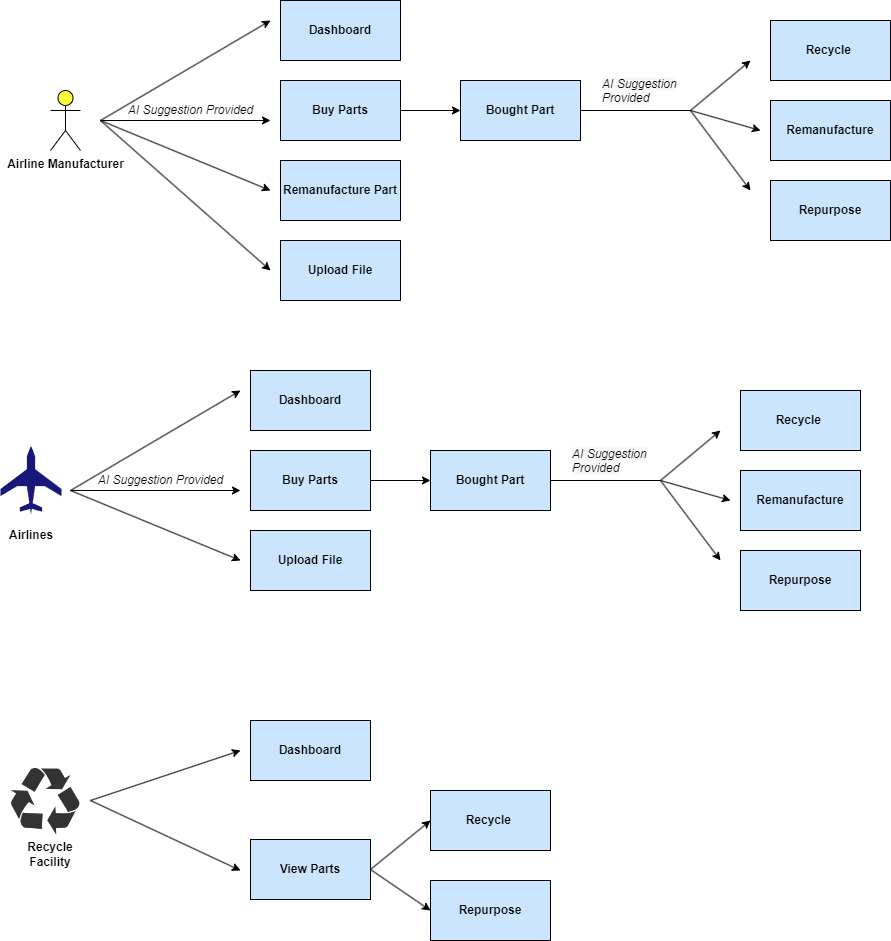 Dashboard
Recycle
AI Suggestion
Provided
AI Suggestion Provided
Buy Parts
Bought Part
Remanufacture
Airline Manufacturer
Remanufacture Part
Repurpose
Upload File
Dashboard
Recycle
AI Suggestion
Provided
AI Suggestion Provided
Buy Parts
Bought Part
Remanufacture
Airlines
Upload File
Repurpose
Dashboard
Recycle
Recycle
Facility
View Parts
Repurpose